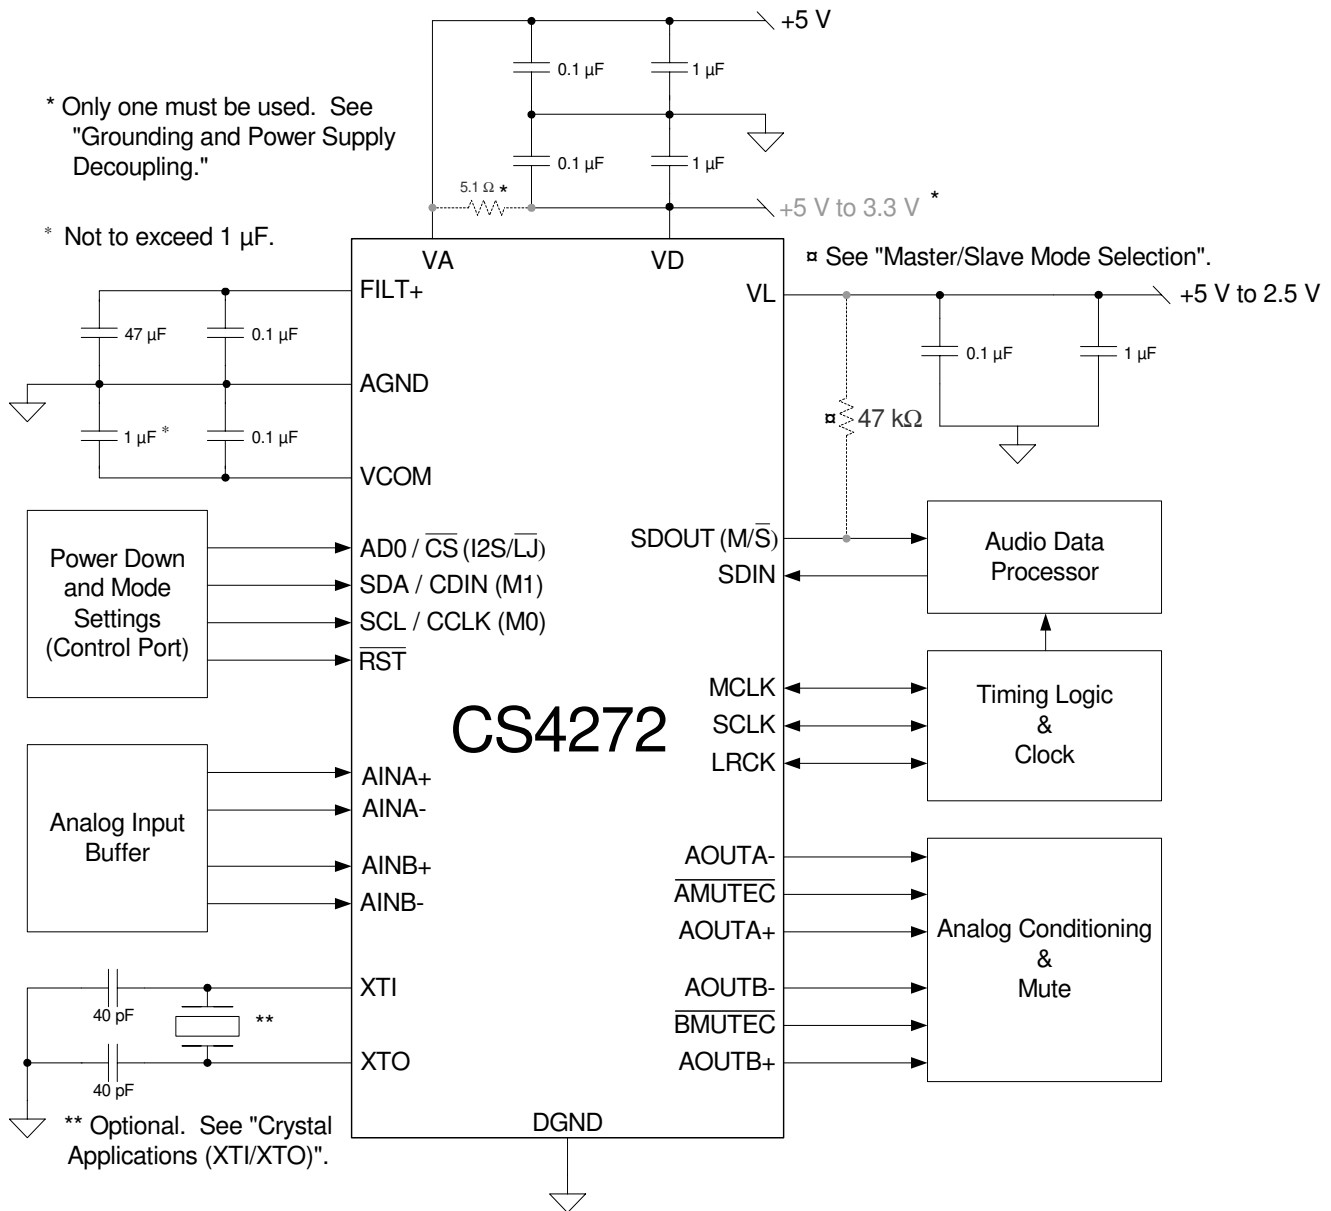 +5 V
0.1 µF
1 µF
* Only one must be used. See
"Grounding and Power Supply
Decoupling."
0.1 µF
1 µF
5.1 Ω *
+5 V to 3.3 V *
* Not to exceed 1 µF.
VA
VD
¤ See "Master/Slave Mode Selection".
FILT+
VL
+5 V to 2.5 V
47 µF
0.1 µF
0.1 µF
1 µF
AGND
¤
47 kΩ
1 µF *
0.1 µF
VCOM
Power Down
and Mode
Settings
(Control Port)
AD0 / C̅S̅ (I2S/L̅J̅)
SDA / CDIN (M1)
SCL / CCLK (M0)
R̅S̅T̅
SDOUT (M/S̅)
SDIN
Audio Data
Processor
MCLK
SCLK
LRCK
Timing Logic
&
Clock
CS4272
Analog Input
Buffer
AINA+
AINA-
AINB+
AINB-
AOUTA-
A̅M̅U̅T̅E̅C̅
AOUTA+
AOUTB-
B̅M̅U̅T̅E̅C̅
AOUTB+
Analog Conditioning
&
Mute
XTI
40 pF
**
XTO
40 pF
** Optional. See "Crystal
Applications (XTI/XTO)".
DGND